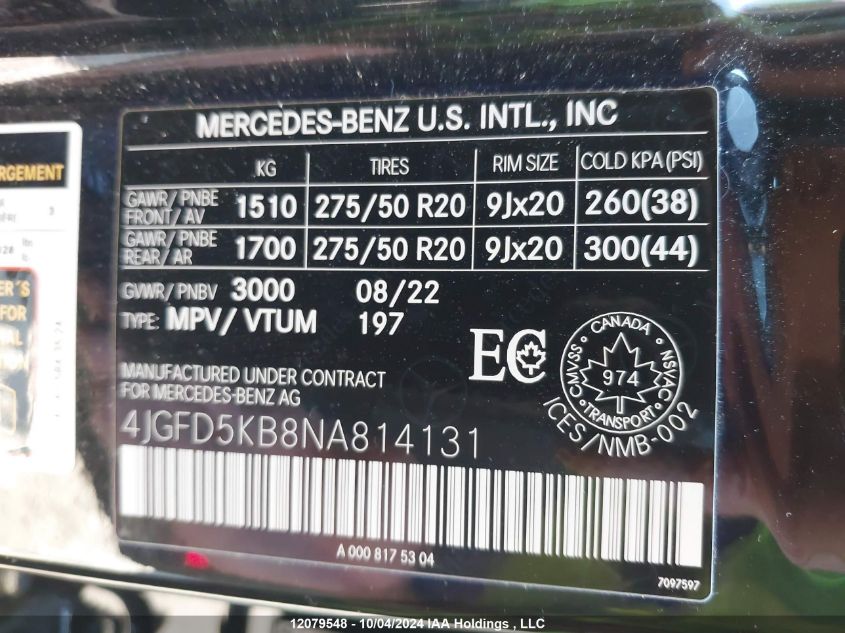 MERCEDES-BENZ U.S. INTL., INC
.KG TIRES RIM SIZE COLD KPA (PSI)
GAWR/ PNBE FRONT/ AV 1510 275/50 R20 9Jx20 260(38)
GAWR/ PNBE REAR/ AR 1700 275/50 R20 9Jx20 300(44)
GVWR/ PNBV 3000 08/22
TYPE: MPV/ VTUM 197
EC
CANADA
CMVSS 974 NSVAC
TRANSPORT
ICES/NMB-002
MANUFACTURED UNDER CONTRACT
FOR MERCEDES-BENZ AG
4JGFD5KB8NA814131
A 000 817 53 04
7097597
RGEMENT
ER´S
FOR
12079548 - 10/04/2024 IAA Holdings , LLC